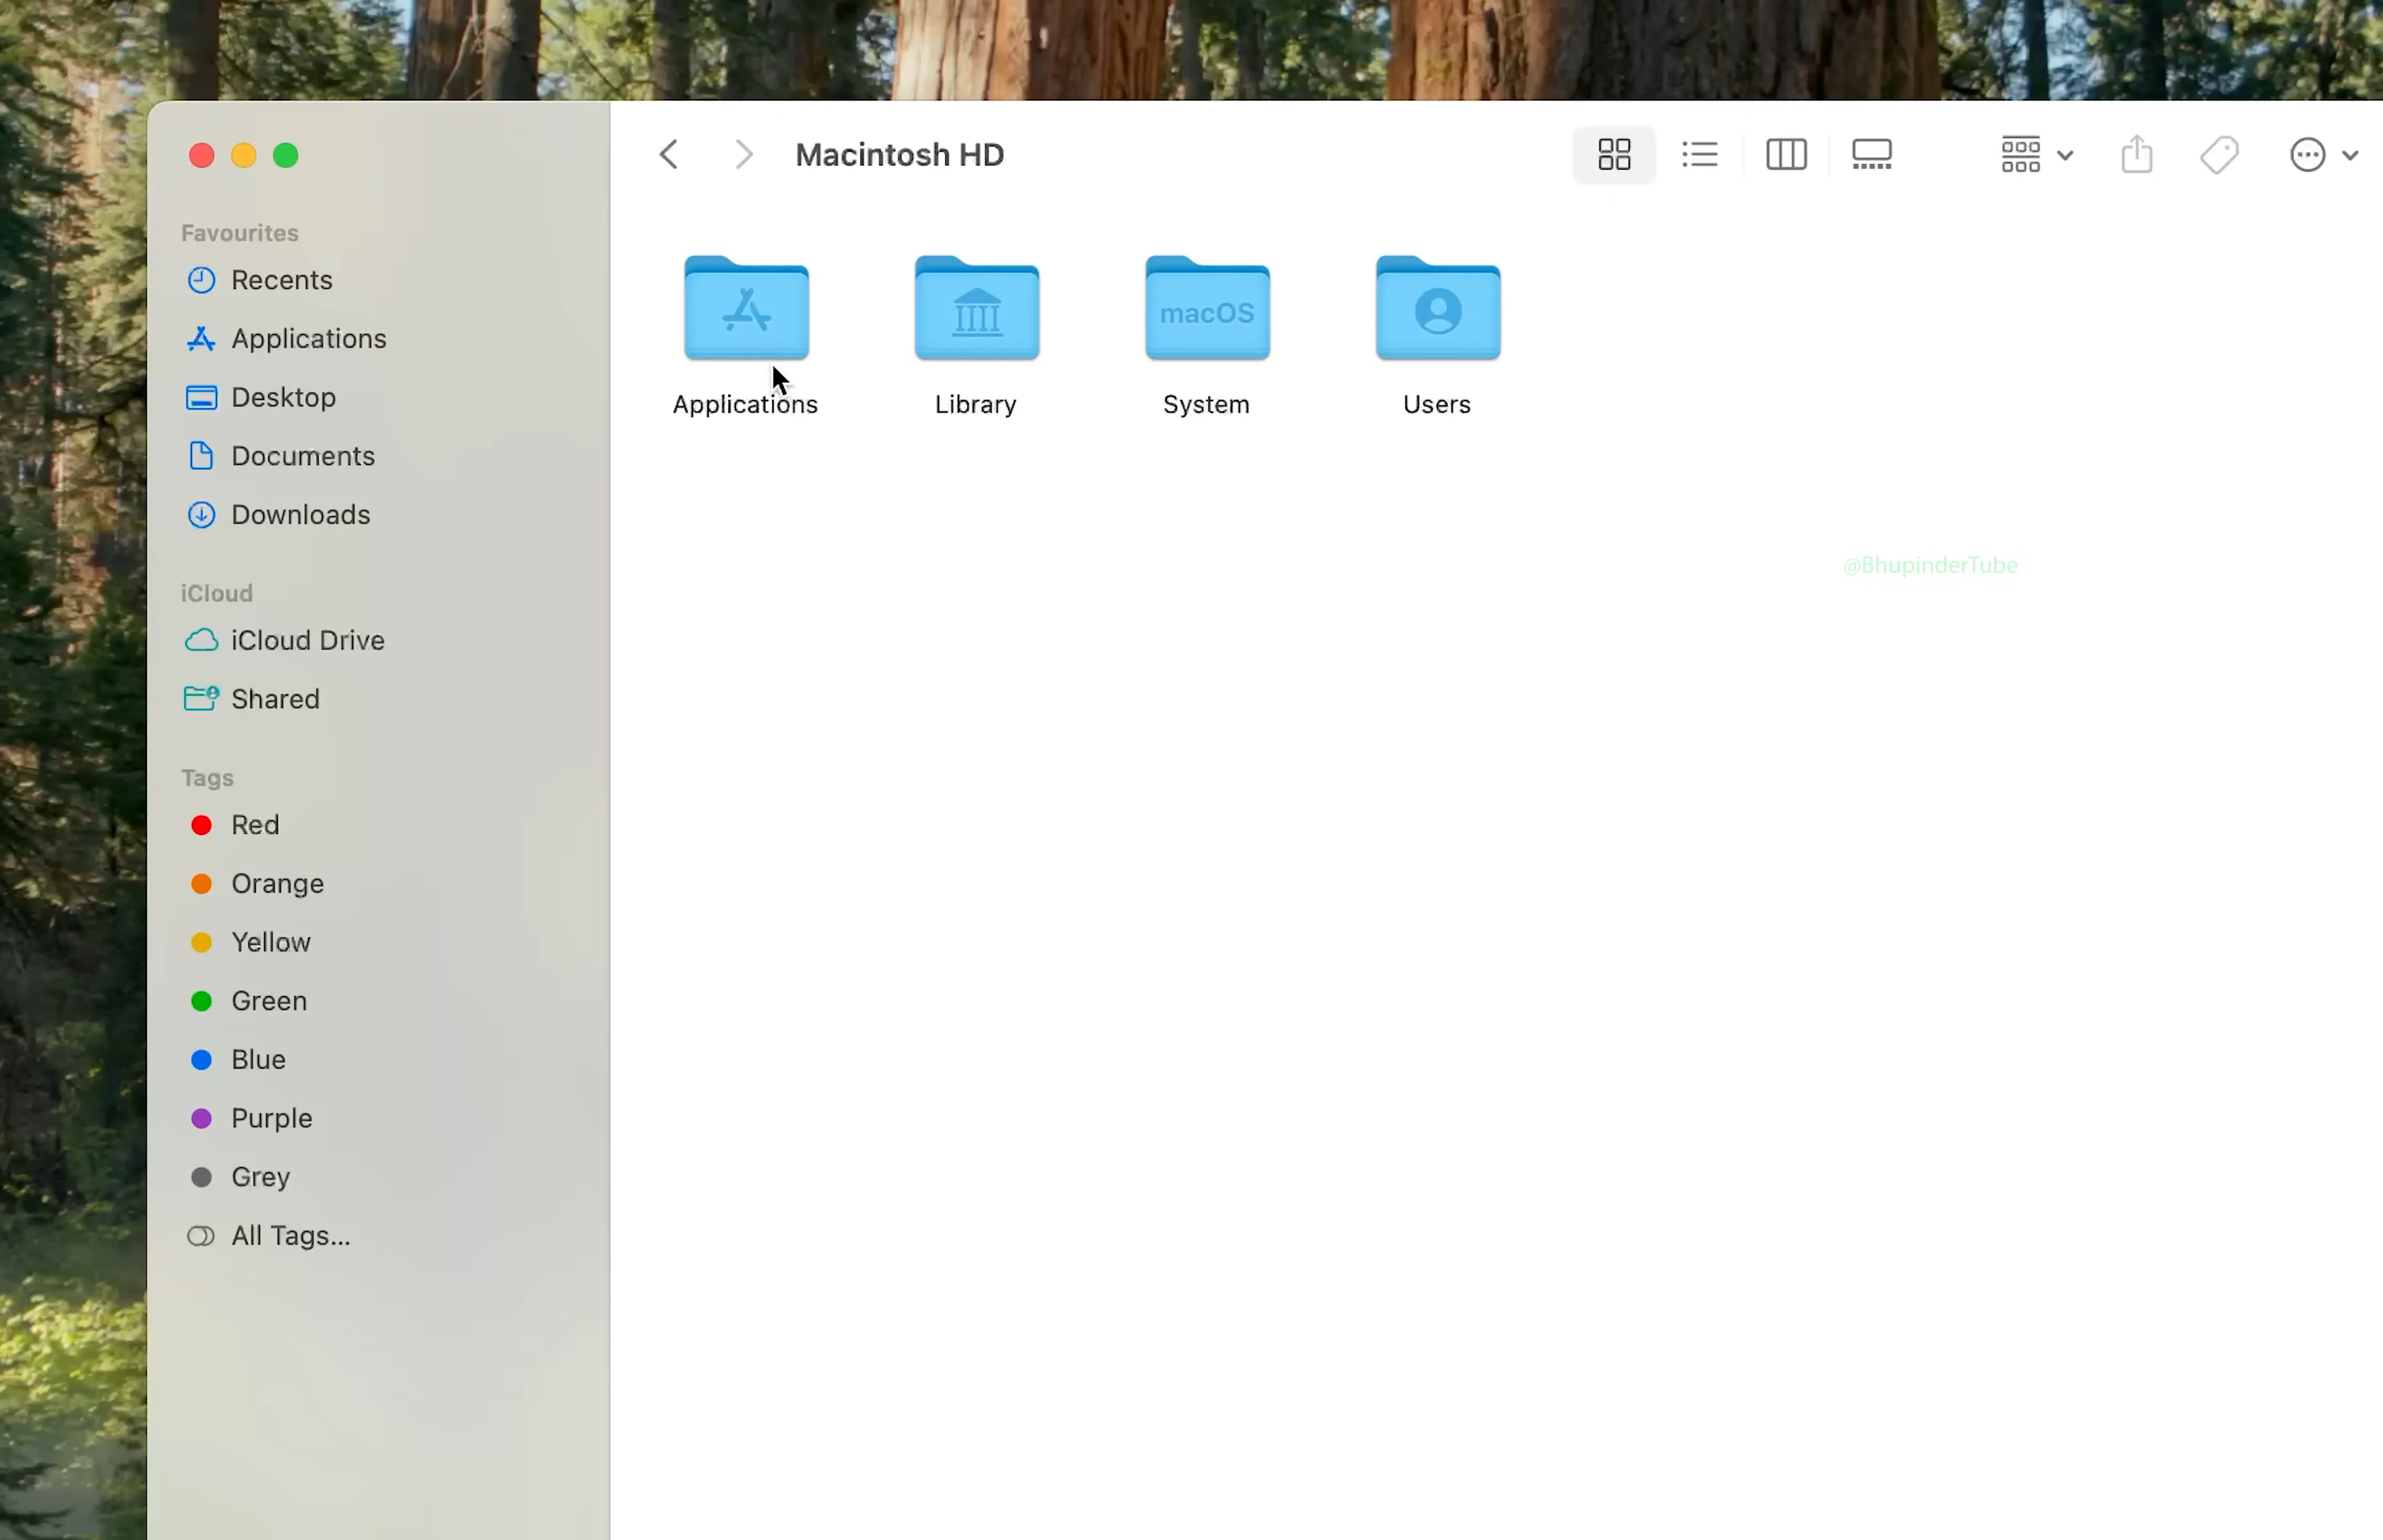 Macintosh HD
Favourites
Recents
Applications
Desktop
Documents
Downloads
iCloud
iCloud Drive
Shared
Tags
Red
Orange
Yellow
Green
Blue
Purple
Grey
All Tags...
macOS
Applications
Library
System
Users
@BhupinderTube